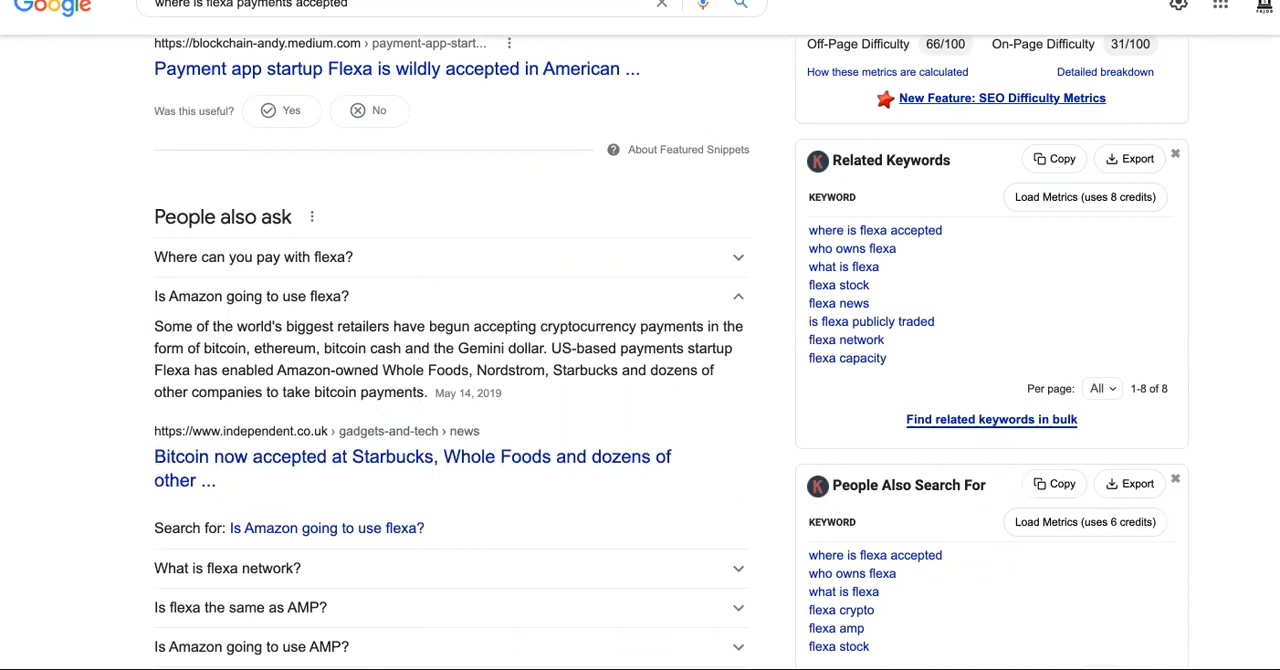 Google
where is flexa payments accepted
https://blockchain-andy.medium.com › payment-app-start...
Payment app startup Flexa is wildly accepted in American ...
Was this useful?
Yes
No
About Featured Snippets
People also ask
Where can you pay with flexa?
Is Amazon going to use flexa?
Some of the world's biggest retailers have begun accepting cryptocurrency payments in the
form of bitcoin, ethereum, bitcoin cash and the Gemini dollar. US-based payments startup
Flexa has enabled Amazon-owned Whole Foods, Nordstrom, Starbucks and dozens of
other companies to take bitcoin payments. May 14, 2019
https://www.independent.co.uk › gadgets-and-tech › news
Bitcoin now accepted at Starbucks, Whole Foods and dozens of
other ...
Search for: Is Amazon going to use flexa?
What is flexa network?
Is flexa the same as AMP?
Is Amazon going to use AMP?
Off-Page Difficulty 66/100 On-Page Difficulty 31/100
How these metrics are calculated
Detailed breakdown
New Feature: SEO Difficulty Metrics
K Related Keywords
Copy
Export
KEYWORD
Load Metrics (uses 8 credits)
where is flexa accepted
who owns flexa
what is flexa
flexa stock
flexa news
is flexa publicly traded
flexa network
flexa capacity
Per page: All 1-8 of 8
Find related keywords in bulk
K People Also Search For
Copy
Export
KEYWORD
Load Metrics (uses 6 credits)
where is flexa accepted
who owns flexa
what is flexa
flexa crypto
flexa amp
flexa stock